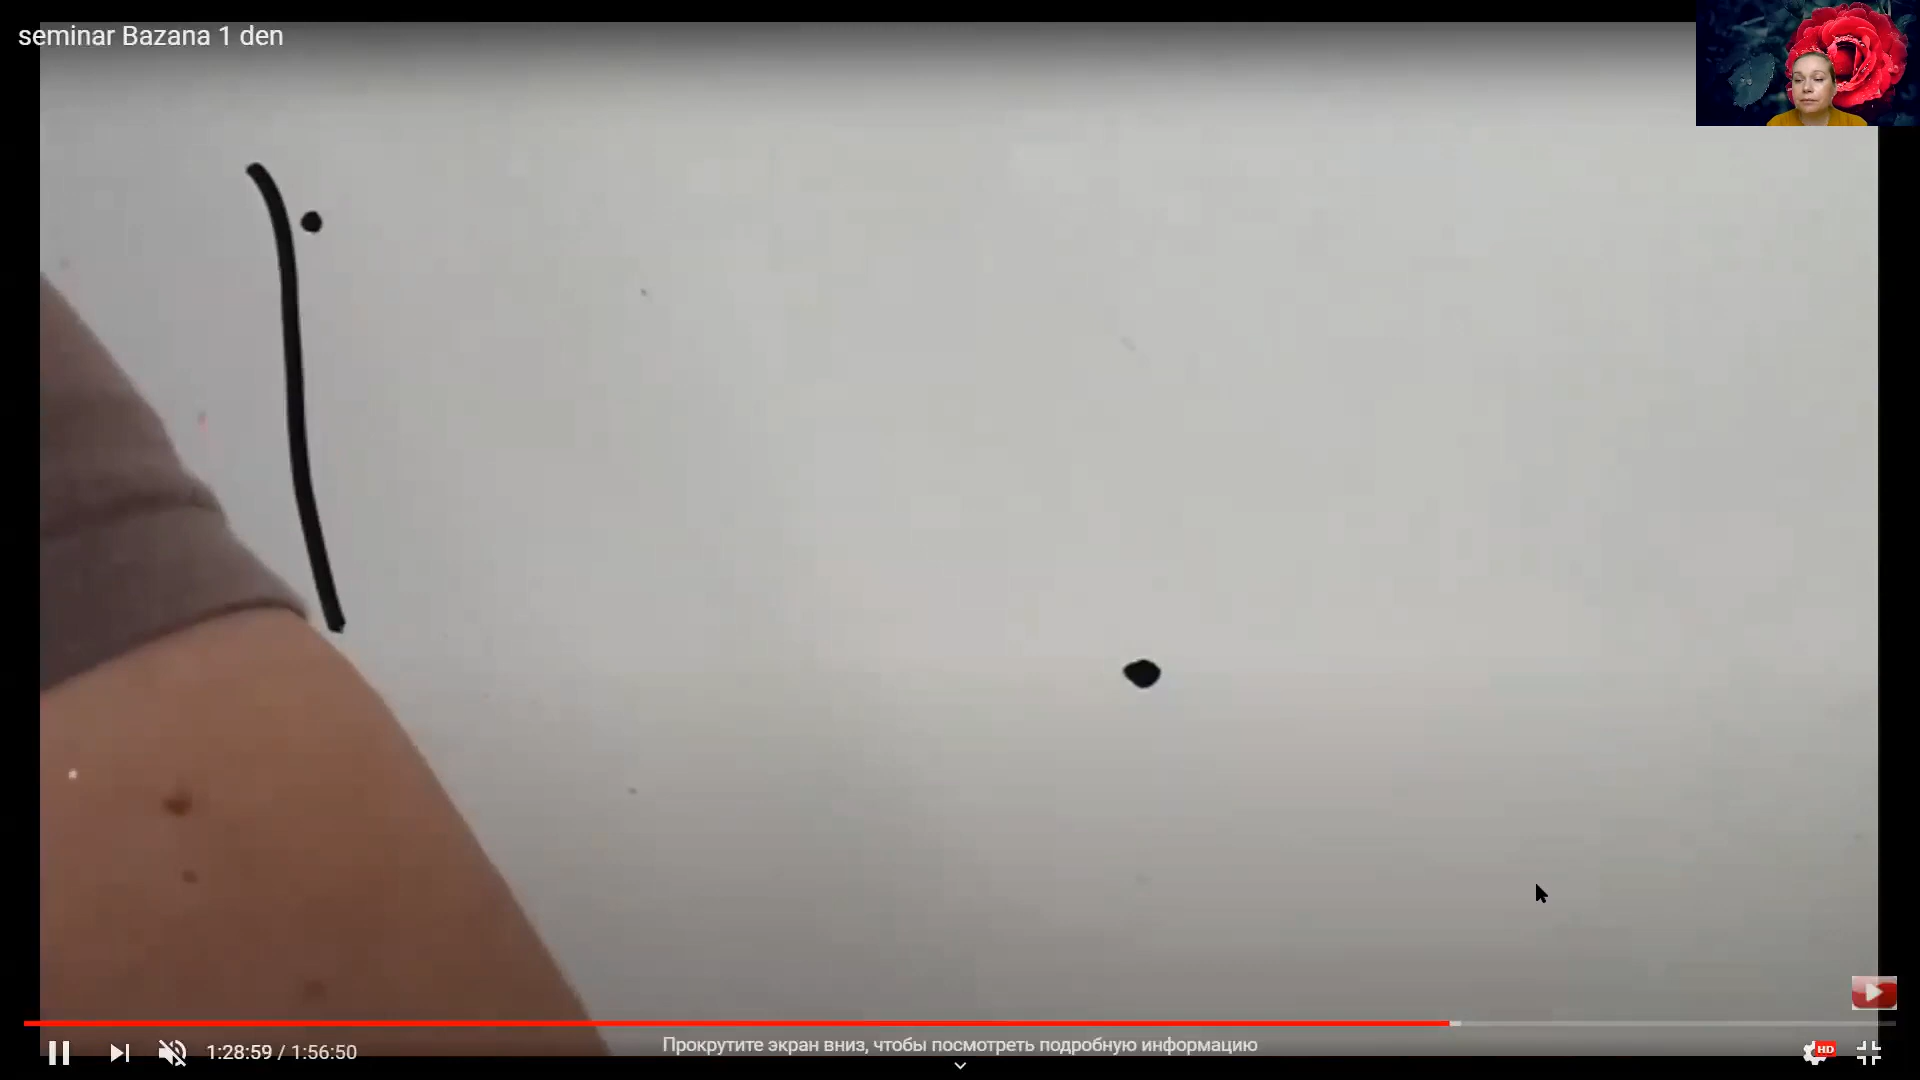 seminar Bazana 1 den
1:28:59 / 1:56:50
Прокрутите экран вниз, чтобы посмотреть подробную информацию
HD